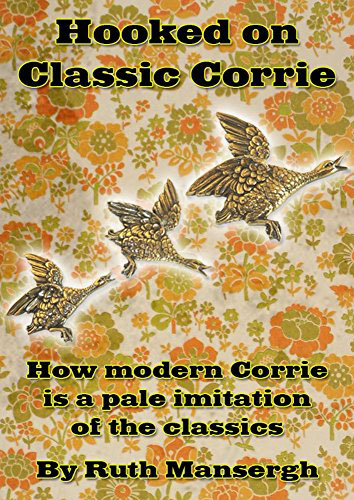 Hooked on
Classic Corrie
How modern Corrie
is a pale imitation
of the classics
By Ruth Mansergh